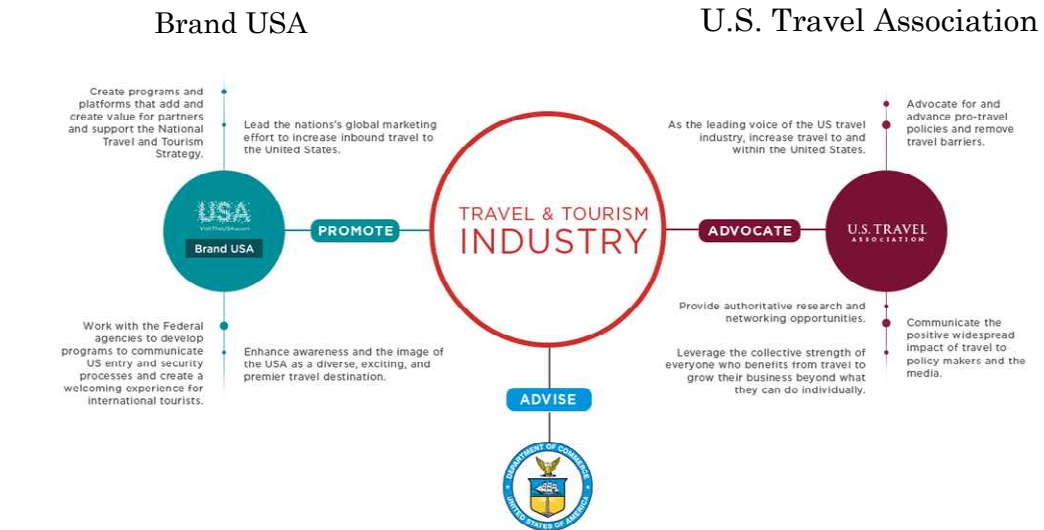 Brand USA
U.S. Travel Association
Create programs and
platforms that add and
create value for partners
and support the National
Travel and Tourism
Strategy.
Lead the nations's global marketing
effort to increase inbound travel to
the United States.
As the leading voice of the US travel
industry, increase travel to and
within the United States.
Advocate for and
advance pro-travel
policies and remove
travel barriers.
USA
VisitTheUSA.com
Brand USA
PROMOTE
TRAVEL & TOURISM
INDUSTRY
ADVOCATE
U.S. TRAVEL
ASSOCIATION
Work with the Federal
agencies to develop
programs to communicate
US entry and security
processes and create a
welcoming experience for
international tourists.
Enhance awareness and the image of
the USA as a diverse, exciting, and
premier travel destination.
Provide authoritative research and
networking opportunities.
Leverage the collective strength of
everyone who benefits from travel to
grow their business beyond what
they can do individually.
Communicate the
positive widespread
impact of travel to
policy makers and the
media.
ADVISE
DEPARTMENT OF COMMERCE
UNITED STATES OF AMERICA